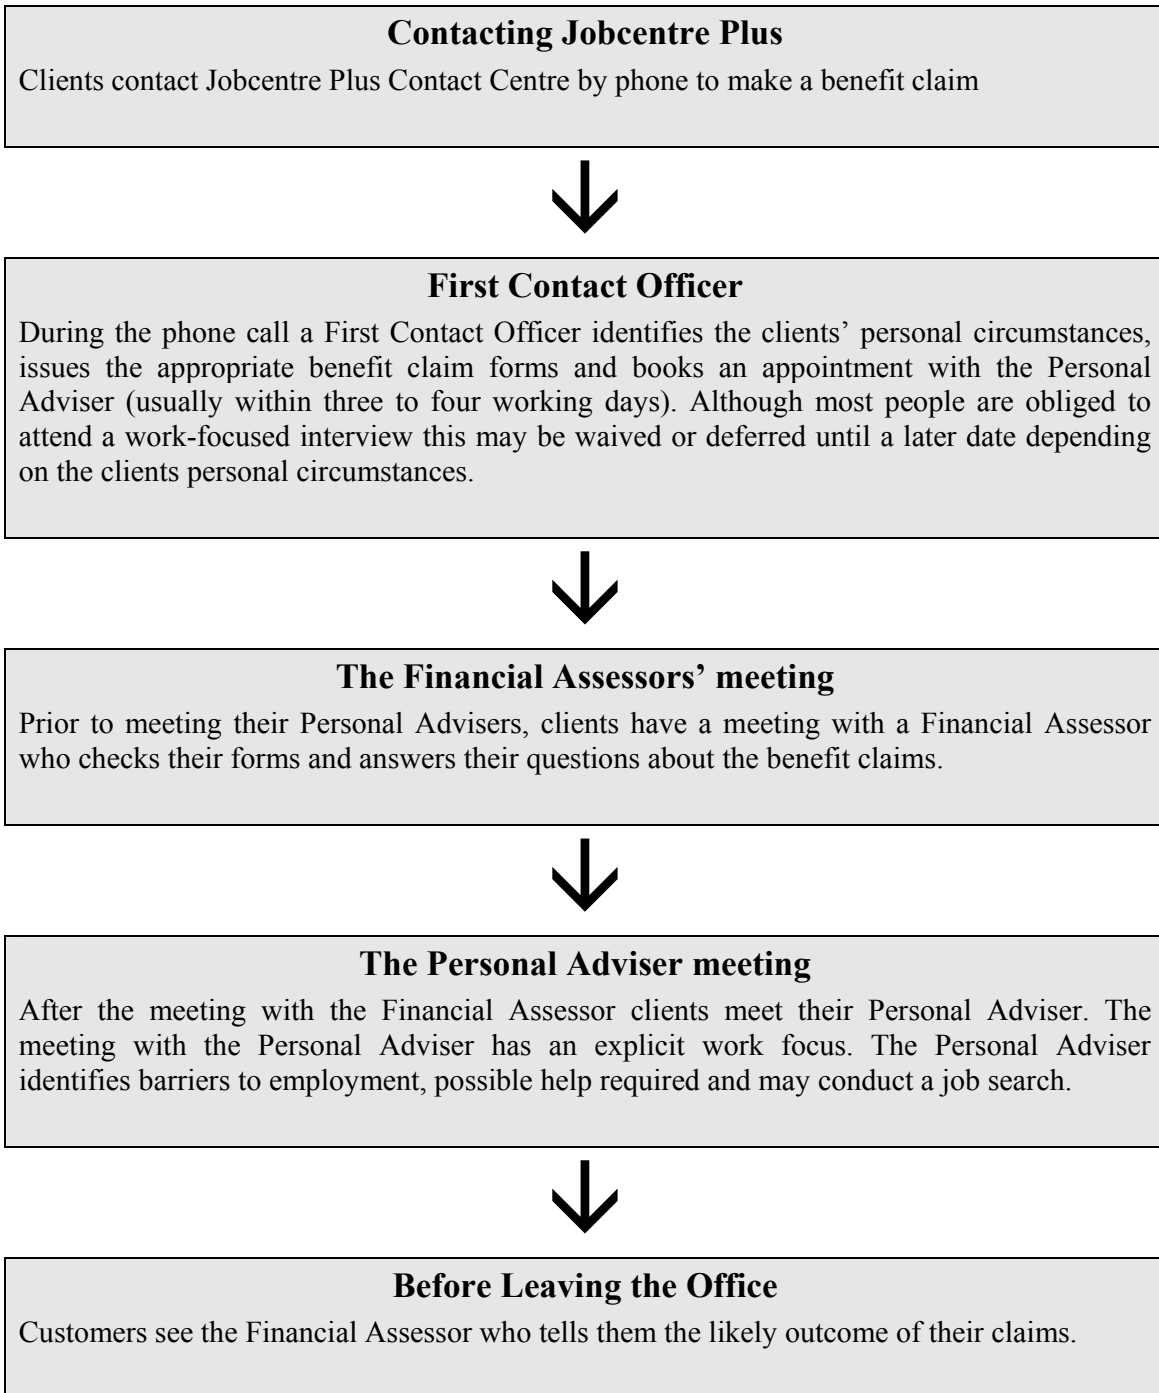 Contacting Jobcentre Plus
Clients contact Jobcentre Plus Contact Centre by phone to make a benefit claim
First Contact Officer
During the phone call a First Contact Officer identifies the clients’ personal circumstances,
issues the appropriate benefit claim forms and books an appointment with the Personal
Adviser (usually within three to four working days). Although most people are obliged to
attend a work-focused interview this may be waived or deferred until a later date depending
on the clients personal circumstances.
The Financial Assessors’ meeting
Prior to meeting their Personal Advisers, clients have a meeting with a Financial Assessor
who checks their forms and answers their questions about the benefit claims.
The Personal Adviser meeting
After the meeting with the Financial Assessor clients meet their Personal Adviser. The
meeting with the Personal Adviser has an explicit work focus. The Personal Adviser
identifies barriers to employment, possible help required and may conduct a job search.
Before Leaving the Office
Customers see the Financial Assessor who tells them the likely outcome of their claims.